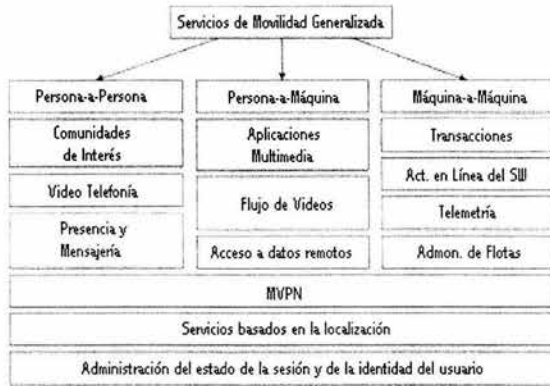 Servicios de Movilidad Generalizada
Persona-a-Persona
Persona-a-Máquina
Máquina-a-Máquina
Comunidades
de Interés
Aplicaciones
Multimedia
Transacciones
Act. en Línea del SW
Video Telefonía
Flujo de Videos
Telemetría
Presencia y
Mensajería
Acceso a datos remotos
Admon. de Flotas
MVPN
Servicios basados en la localización
Administración del estado de la sesión y de la identidad del usuario